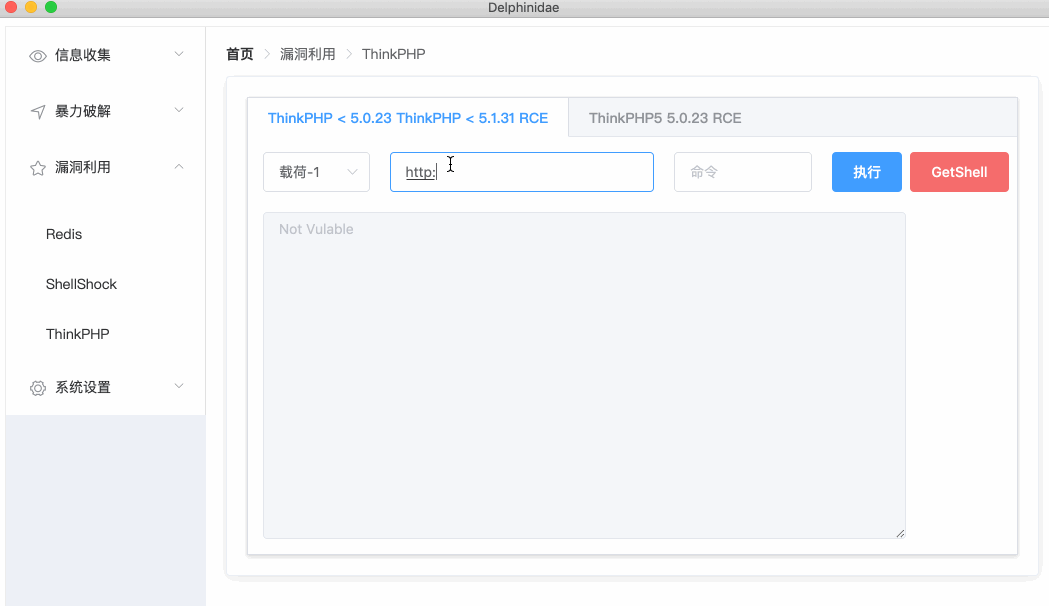 Delphinidae
信息收集
暴力破解
漏洞利用
Redis
ShellShock
ThinkPHP
系统设置
首页 > 漏洞利用 > ThinkPHP
ThinkPHP < 5.0.23 ThinkPHP < 5.1.31 RCE
ThinkPHP5 5.0.23 RCE
载荷-1
http:
命令
执行
GetShell
Not Vulable